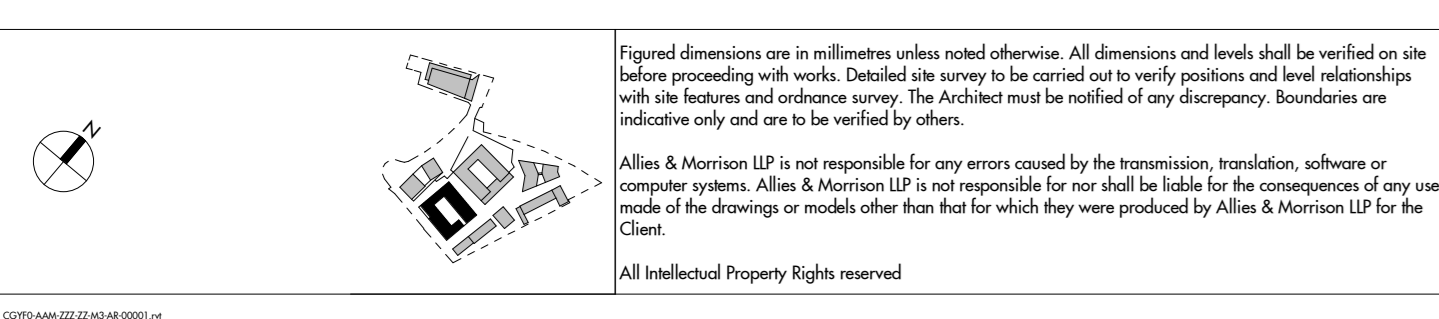 N
Figured dimensions are in millimetres unless noted otherwise. All dimensions and levels shall be verified on site
before proceeding with works. Detailed site survey to be carried out to verify positions and level relationships
with site features and ordnance survey. The Architect must be notified of any discrepancy. Boundaries are
indicative only and are to be verified by others.
Allies & Morrison LLP is not responsible for any errors caused by the transmission, translation, software or
computer systems. Allies & Morrison LLP is not responsible for nor shall be liable for the consequences of any use
made of the drawings or models other than that for which they were produced by Allies & Morrison LLP for the
Client.
All Intellectual Property Rights reserved
CGYF0-AAM-ZZZ-ZZ-M3-AR-00001.rvt